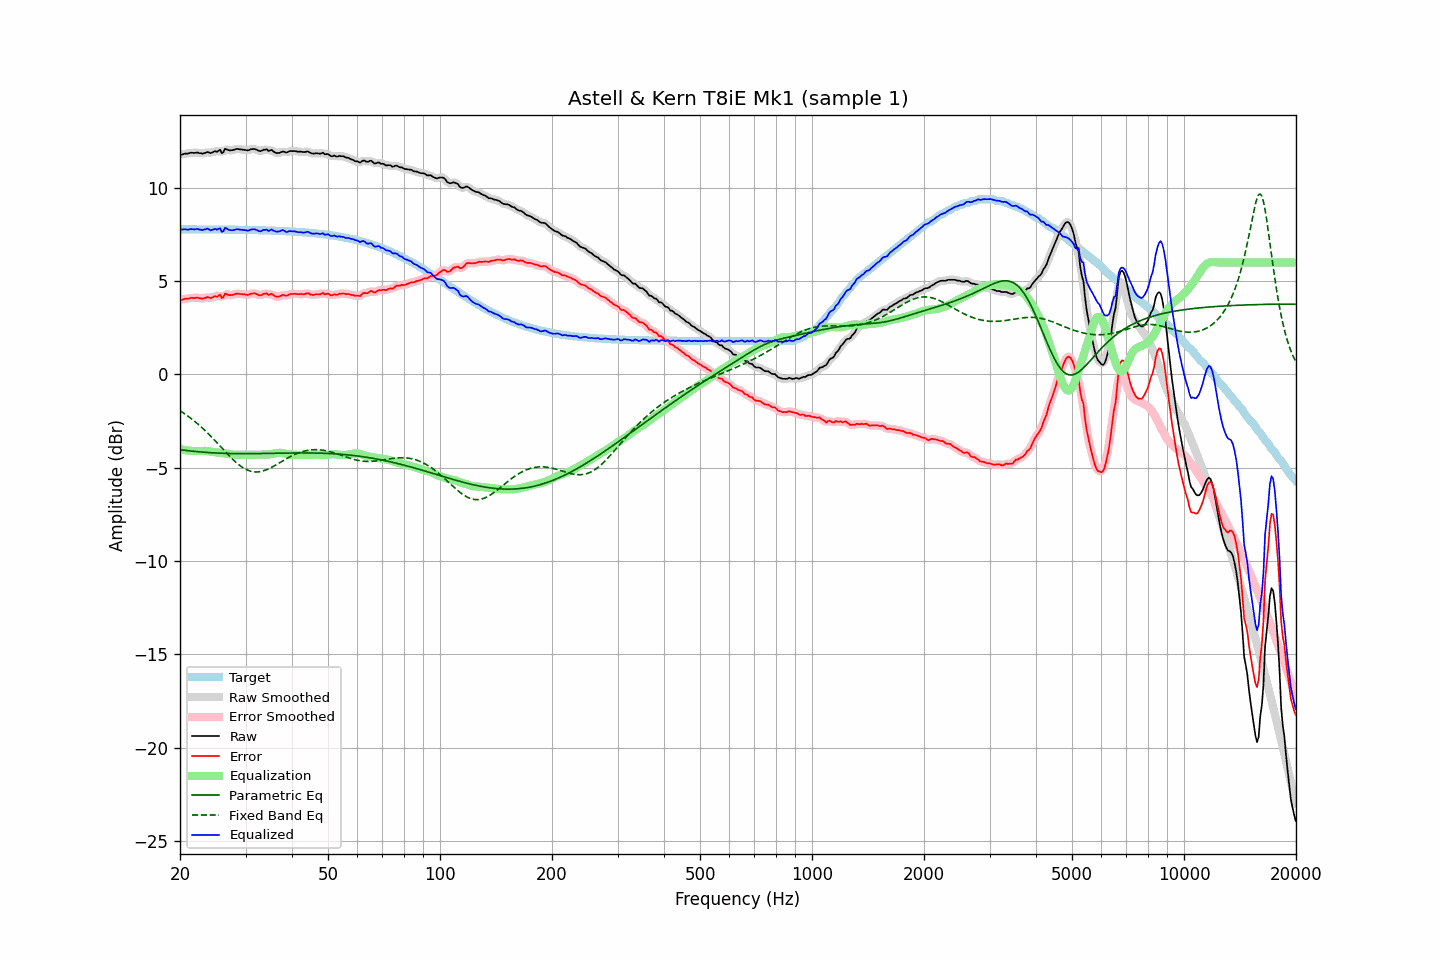 Astell & Kern T8iE Mk1 (sample 1)
Amplitude (dBr)
10
5
0
−5
−10
−15
−20
−25
Target
Raw Smoothed
Error Smoothed
Raw
Error
Equalization
Parametric Eq
Fixed Band Eq
Equalized
20 50 100 200 500 1000 2000 5000 10000 20000
Frequency (Hz)